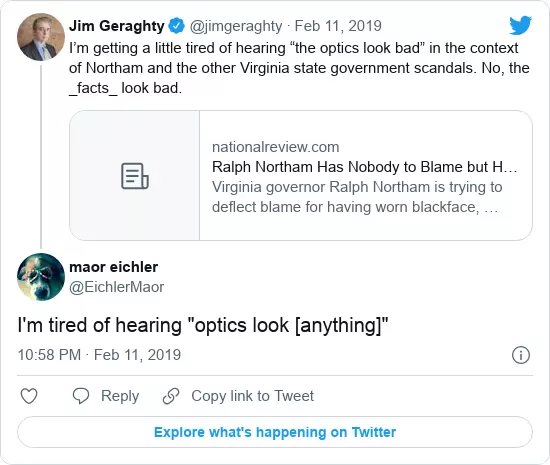 Jim Geraghty @jimgeraghty · Feb 11, 2019
I'm getting a little tired of hearing “the optics look bad” in the context
of Northam and the other Virginia state government scandals. No, the
_facts_ look bad.
nationalreview.com
Ralph Northam Has Nobody to Blame but H...
Virginia governor Ralph Northam is trying to
deflect blame for having worn blackface, ...
maor eichler
@EichlerMaor
I'm tired of hearing "optics look [anything]"
10:58 PM · Feb 11, 2019
Reply Copy link to Tweet
Explore what's happening on Twitter